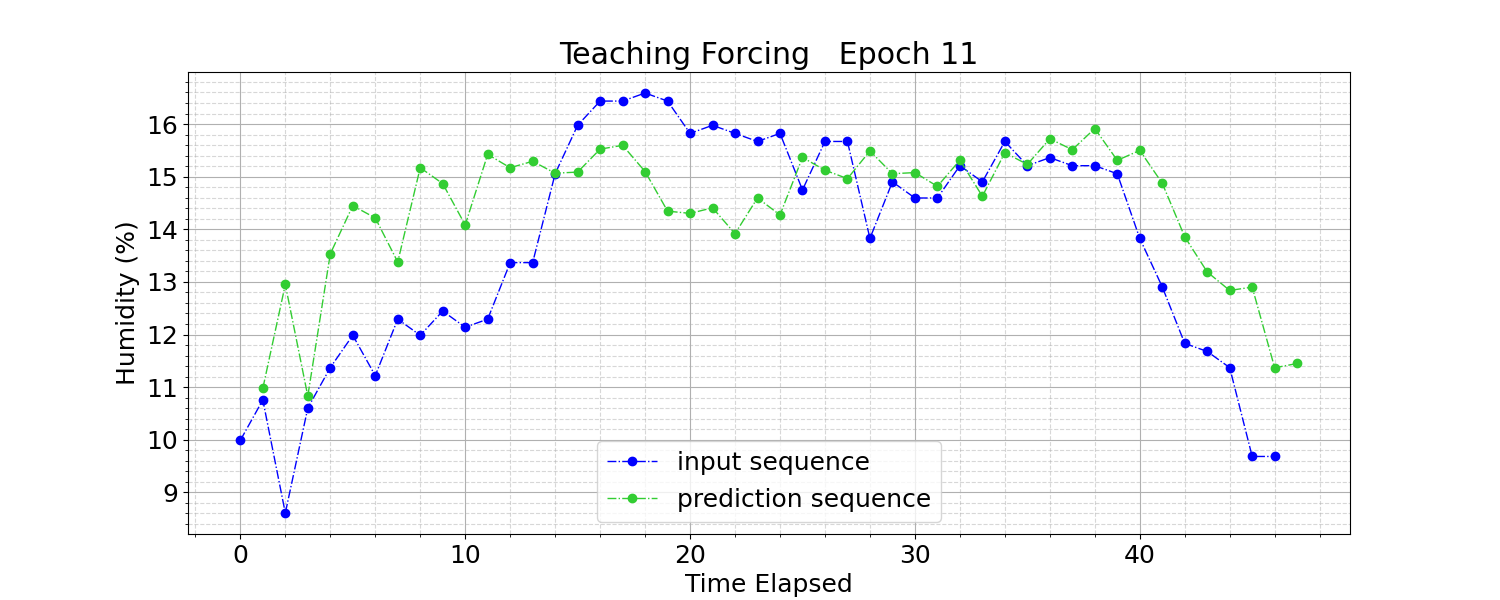 Teaching Forcing   Epoch 11
Humidity (%)
16
15
14
13
12
11
10
9
input sequence
prediction sequence
0 10 20 30 40
Time Elapsed